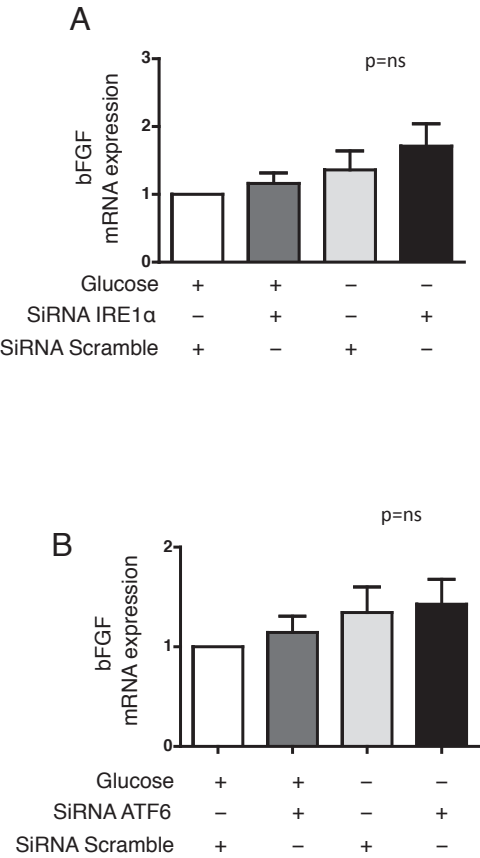 A
p=ns
bFGF
mRNA expression
3
2
1
0
Glucose + + – –
SiRNA IRE1α – + – +
SiRNA Scramble + – + –
B
p=ns
bFGF
mRNA expression
2
1
0
Glucose + + – –
SiRNA ATF6 – + – +
SiRNA Scramble + – + –